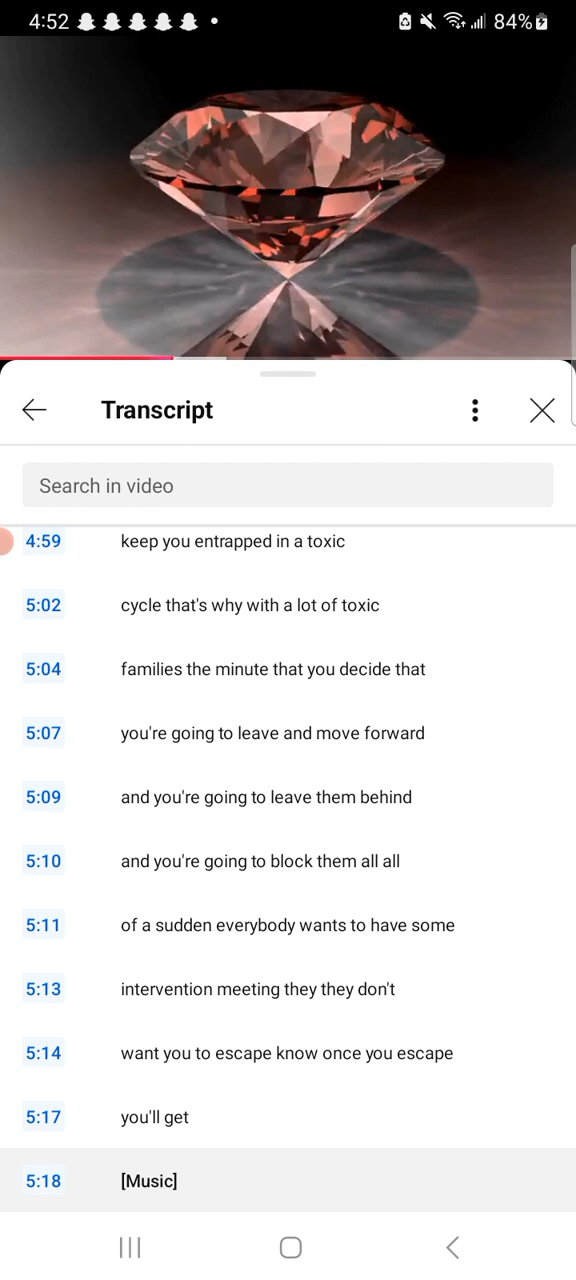 4:52
84%
Transcript
Search in video
4:59 keep you entrapped in a toxic
5:02 cycle that's why with a lot of toxic
5:04 families the minute that you decide that
5:07 you're going to leave and move forward
5:09 and you're going to leave them behind
5:10 and you're going to block them all all
5:11 of a sudden everybody wants to have some
5:13 intervention meeting they they don't
5:14 want you to escape know once you escape
5:17 you'll get
5:18 [Music]